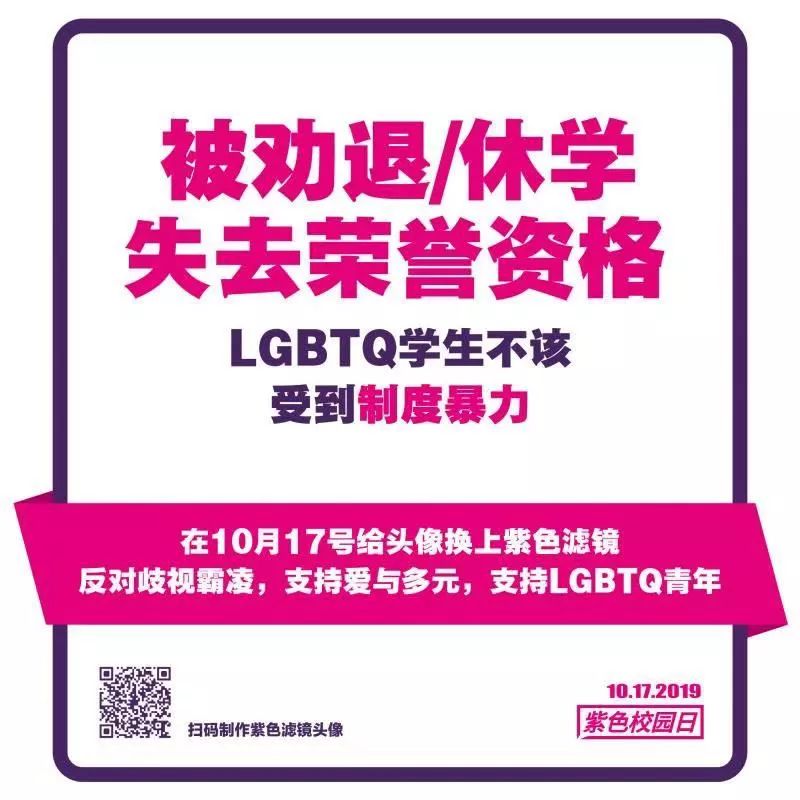 被劝退/休学
失去荣誉资格
LGBTQ学生不该
受到制度暴力
在10月17号给头像换上紫色滤镜
反对歧视霸凌，支持爱与多元，支持LGBTQ青年
扫码制作紫色滤镜头像
10.17.2019
紫色校园日